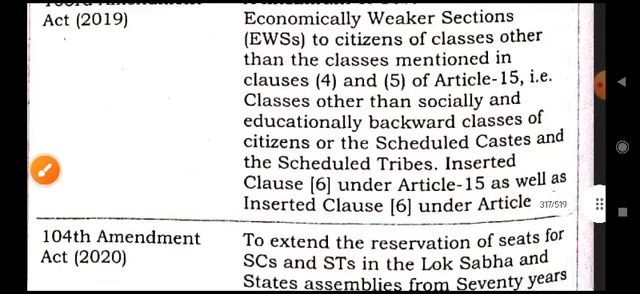 Act (2019)
Economically Weaker Sections
(EWSs) to citizens of classes other
than the classes mentioned in
clauses (4) and (5) of Article-15, i.e.
Classes other than socially and
educationally backward classes of
citizens or the Scheduled Castes and
the Scheduled Tribes. Inserted
Clause [6] under Article-15 as well as
Inserted Clause [6] under Article
317/519
104th Amendment
Act (2020)
To extend the reservation of seats for
SCs and STs in the Lok Sabha and
States assemblies from Seventy years